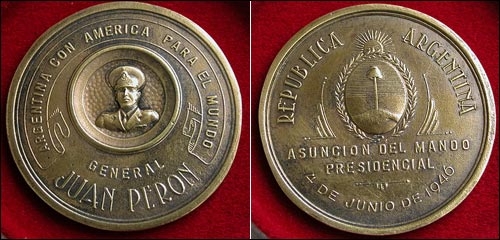 ARGENTINA CON AMERICA PARA EL MUNDO
GENERAL
JUAN PERON
REPUBLICA ARGENTINA
ASUNCION DEL MANDO
PRESIDENCIAL
4 DE JUNIO DE 1946